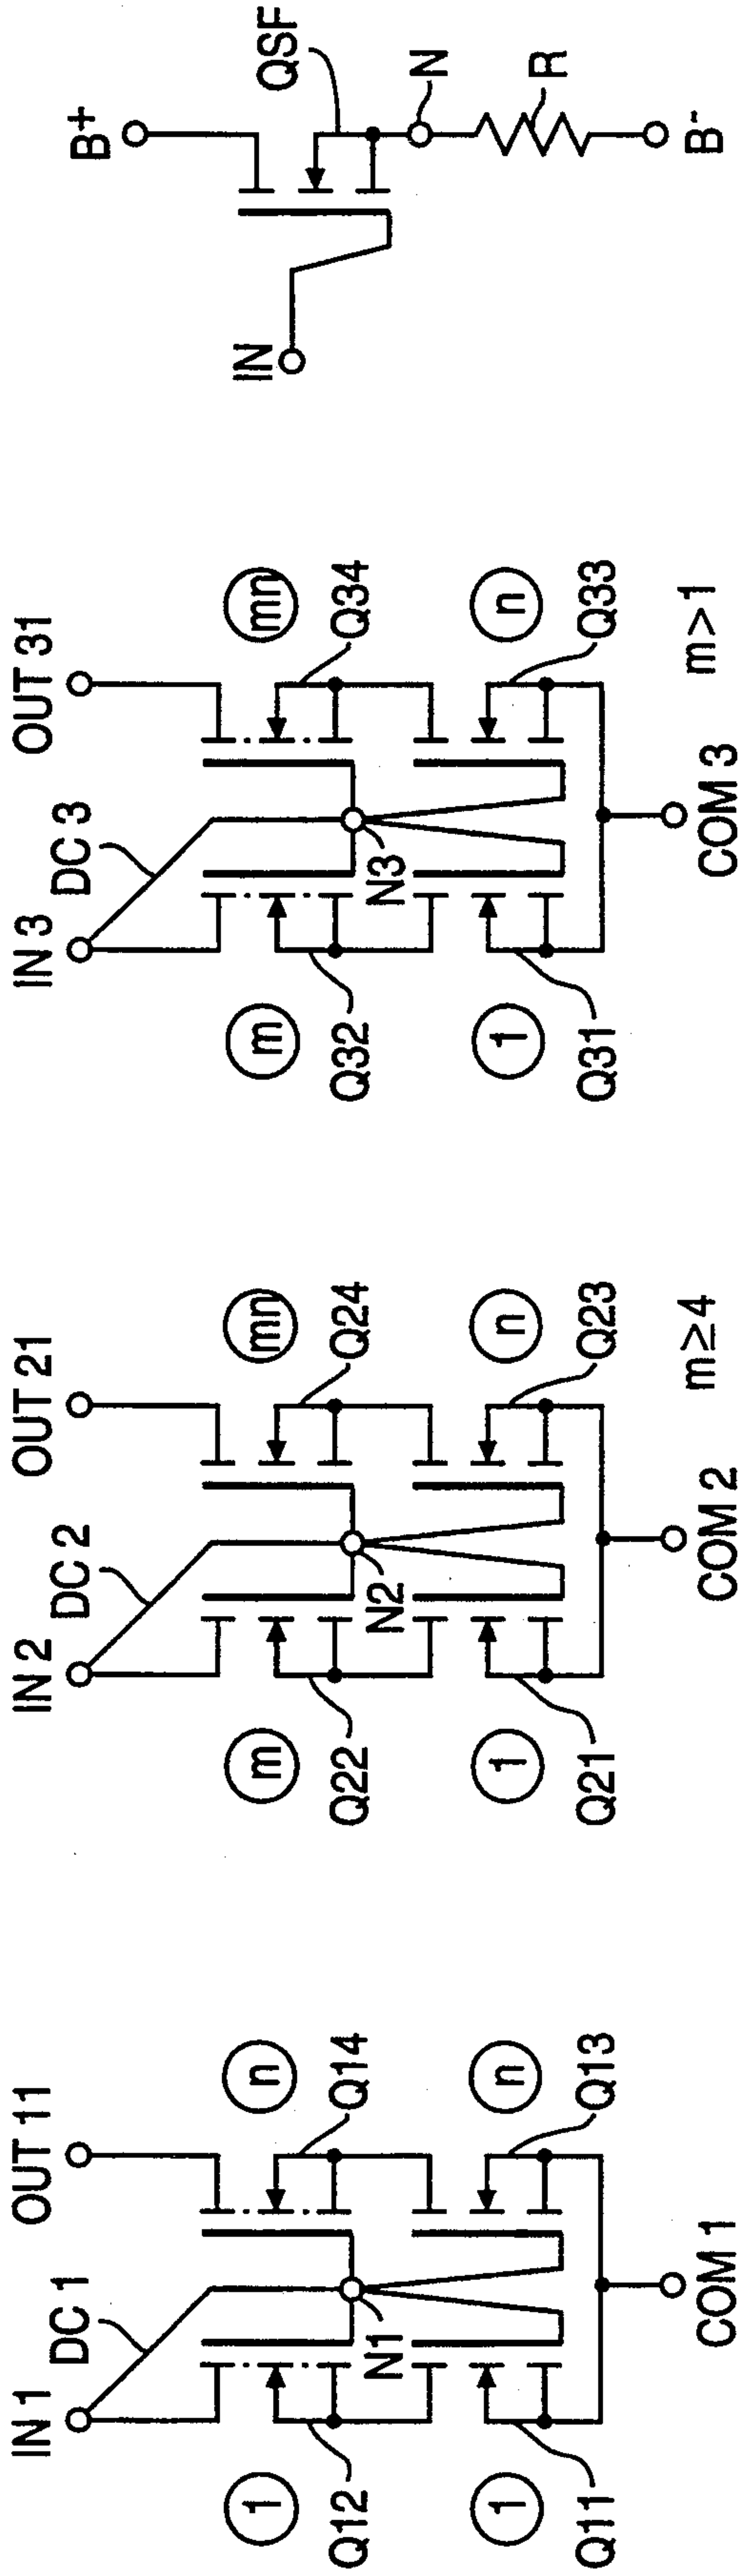 IN 1
DC 1
OUT 11
1
Q12
N1
n
Q14
1
Q11
n
Q13
COM 1
IN 2
DC 2
OUT 21
m
Q22
N2
mn
Q24
1
Q21
n
Q23
COM 2
m≥4
IN 3
DC 3
OUT 31
m
Q32
N3
mn
Q34
1
Q31
n
Q33
COM 3
m>1
B+
QSF
IN
N
R
B-